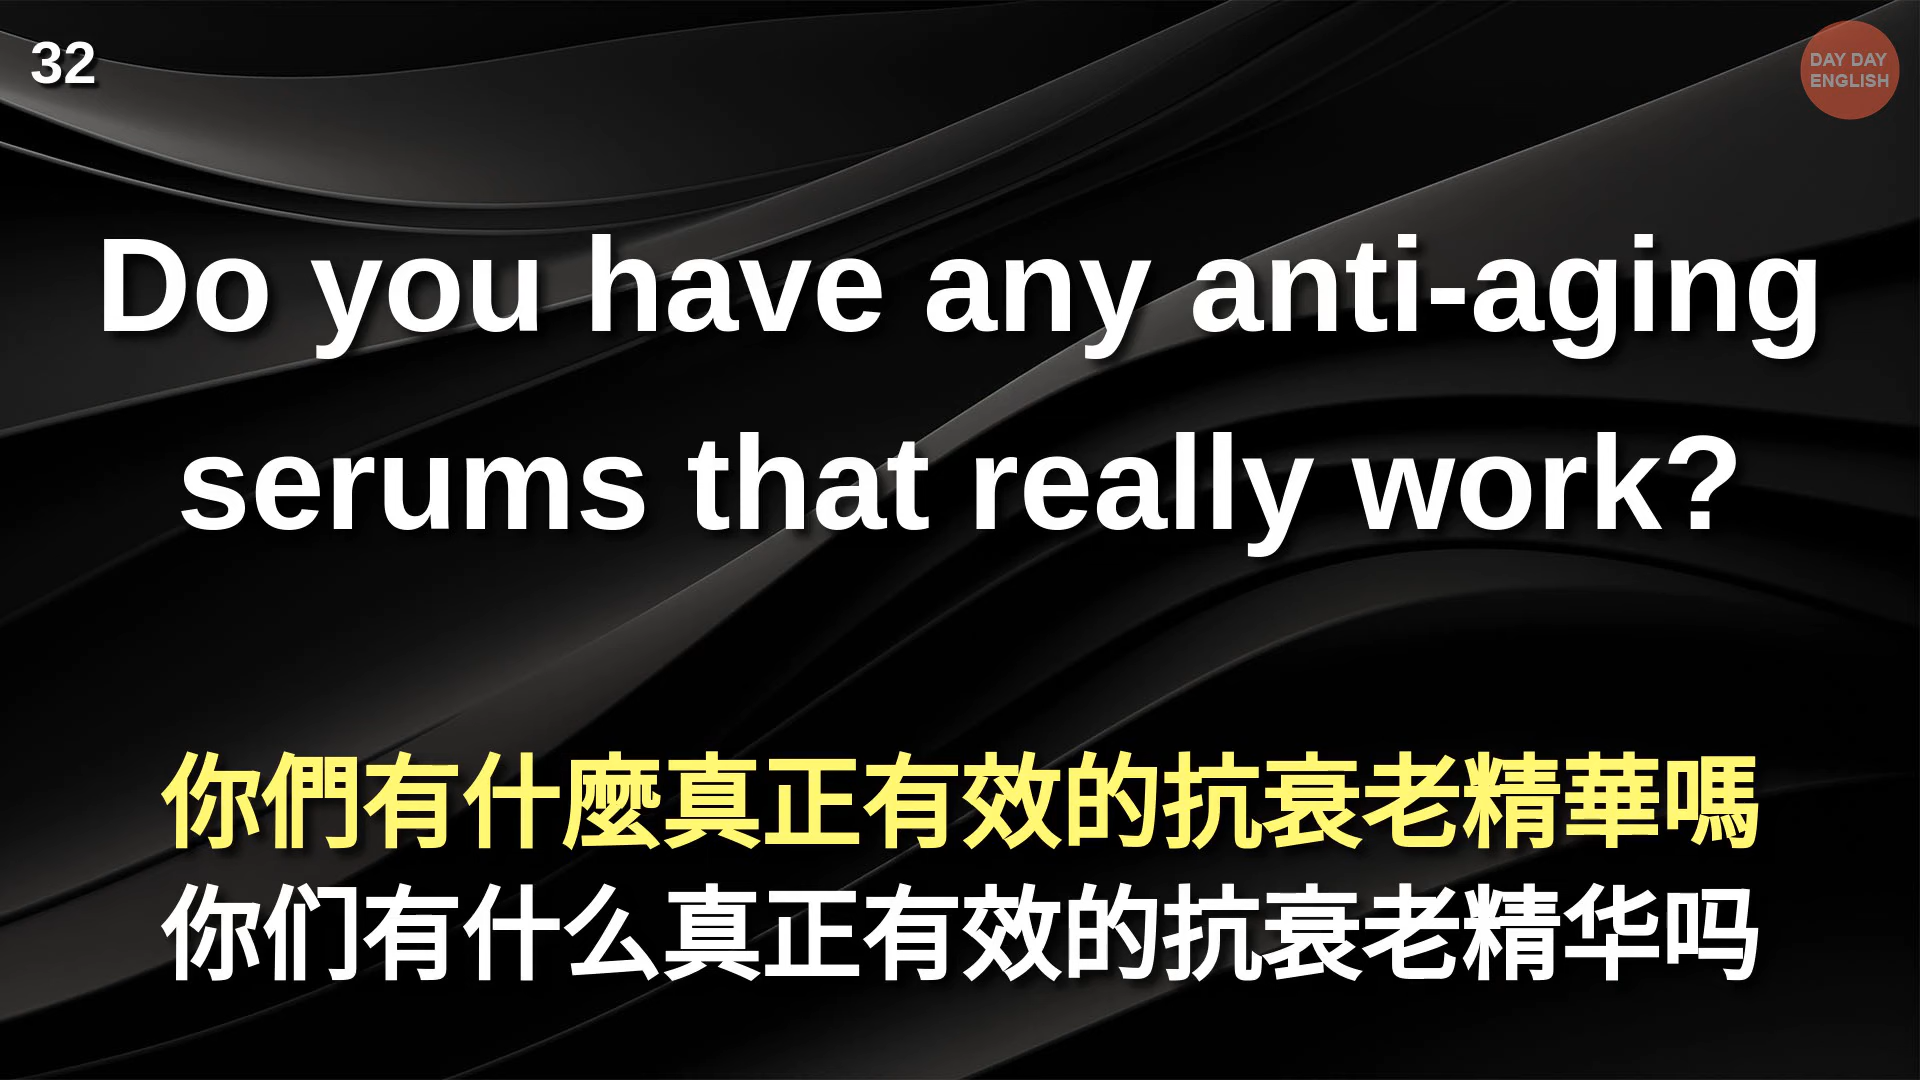 32
DAY DAY
ENGLISH
Do you have any anti-aging
serums that really work?
你們有什麼真正有效的抗衰老精華嗎
你们有什么真正有效的抗衰老精华吗